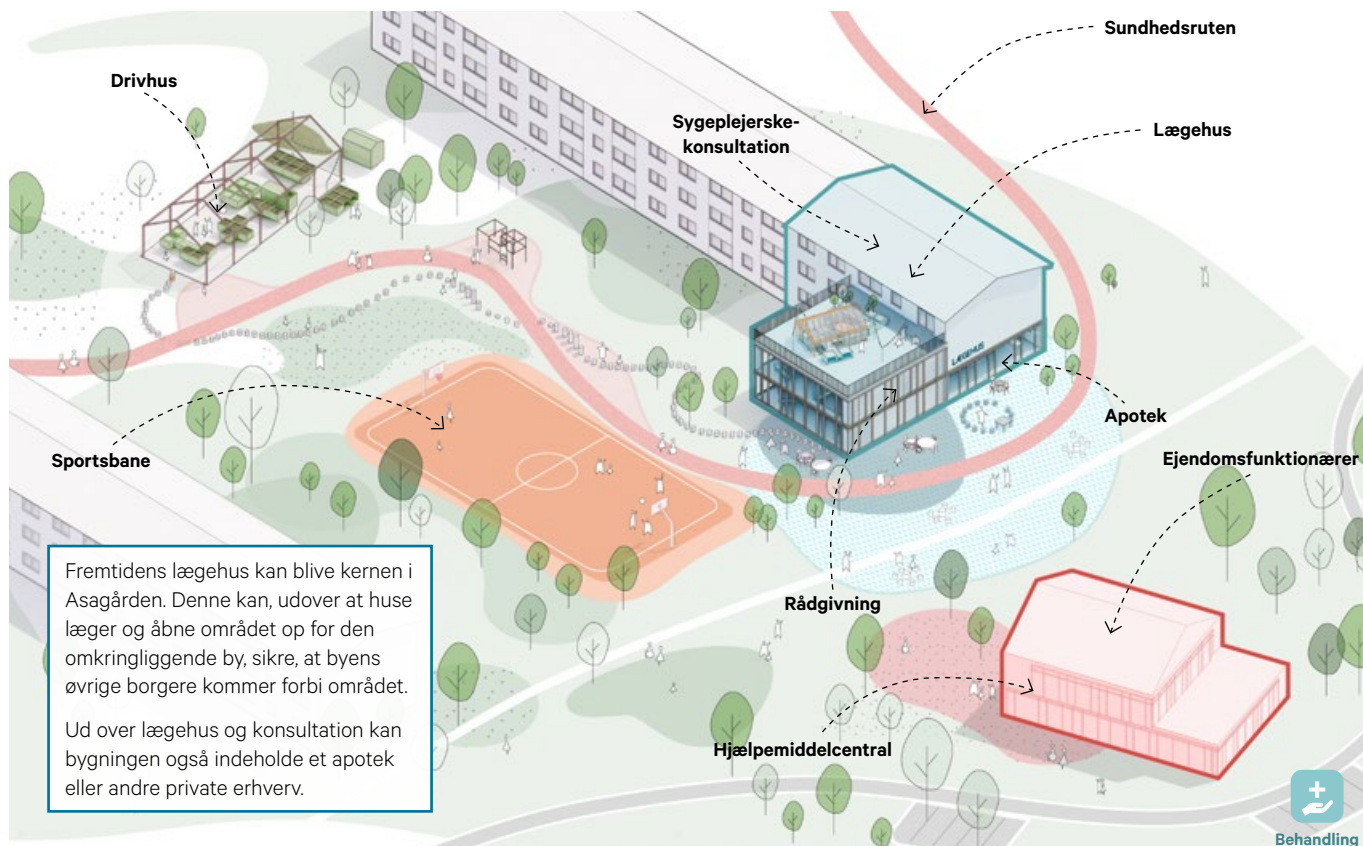 Sundhedsruten
Drivhus
Sygeplejerske-
konsultation
Lægehus
LÆGEHUS
Apotek
Sportsbane
Ejendomsfunktionærer
Rådgivning
Hjælpemiddelcentral
Fremtidens lægehus kan blive kernen i
Asagården. Denne kan, udover at huse
læger og åbne området op for den
omkringliggende by, sikre, at byens
øvrige borgere kommer forbi området.
Ud over lægehus og konsultation kan
bygningen også indeholde et apotek
eller andre private erhverv.
Behandling